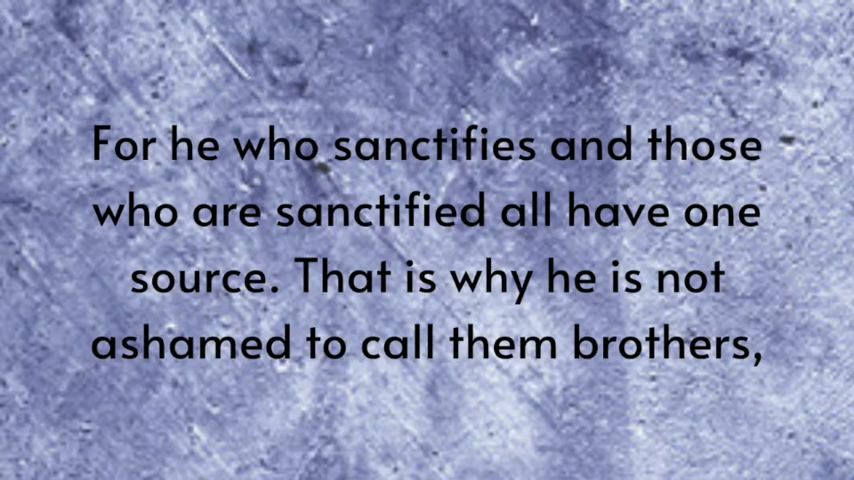 For he who sanctifies and those
who are sanctified all have one
source. That is why he is not
ashamed to call them brothers,